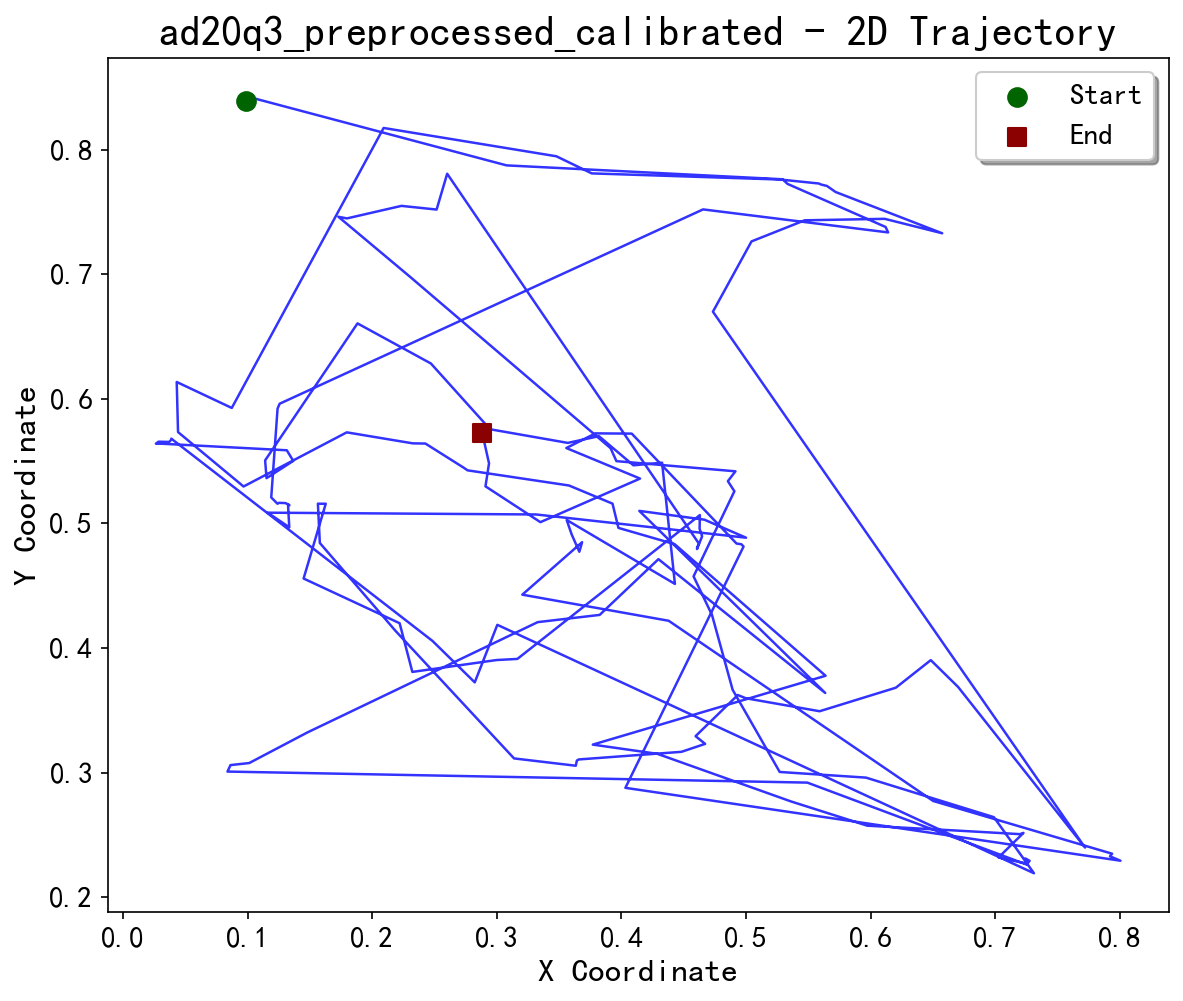 ad20q3_preprocessed_calibrated - 2D Trajectory
Start
End
0.8
0.7
0.6
0.5
0.4
0.3
0.2
Y Coordinate
0.0 0.1 0.2 0.3 0.4 0.5 0.6 0.7 0.8
X Coordinate